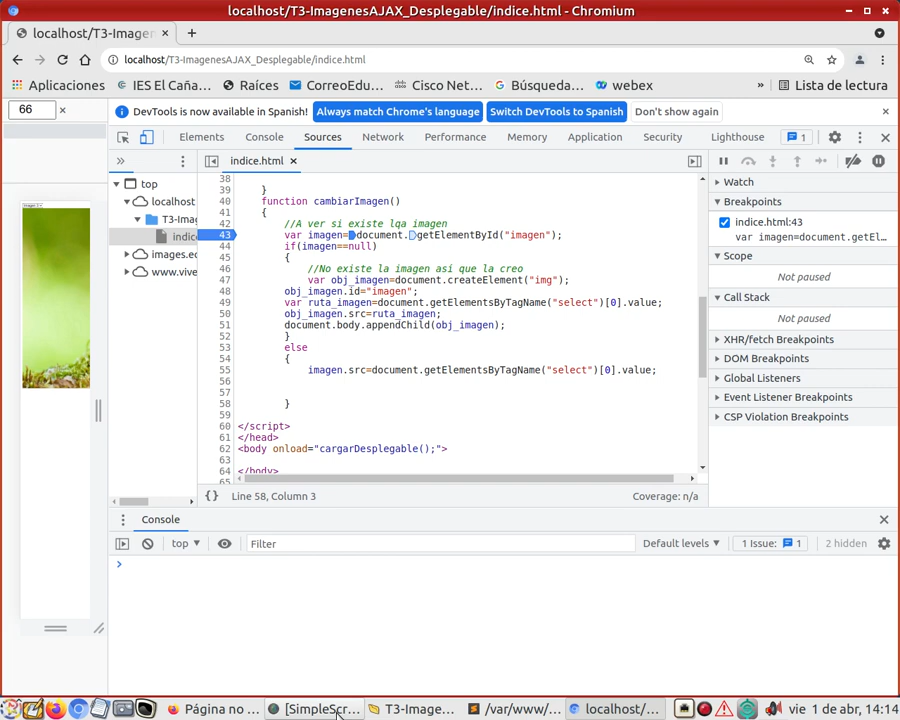 localhost/T3-ImagenesAJAX_Desplegable/indice.html - Chromium
localhost/T3-Imagen
localhost/T3-ImagenesAJAX_Desplegable/indice.html
Aplicaciones IES El Caña... Raíces CorreoEdu... Cisco Net... Búsqueda... webex » Lista de lectura
66
DevTools is now available in Spanish! Always match Chrome's language Switch DevTools to Spanish Don't show again
Elements Console Sources Network Performance Memory Application Security Lighthouse 1
» indice.html
top
localhost
T3-Imag
indic
images.ec
www.vive
38
39 }
40 function cambiarImagen()
41 {
42 //A ver si existe lqa imagen
43 var imagen=document.getElementById("imagen");
44 if(imagen==null)
45 {
46 //No existe la imagen así que la creo
47 var obj_imagen=document.createElement("img");
48 obj_imagen.id="imagen";
49 var ruta_imagen=document.getElementsByTagName("select")[0].value;
50 obj_imagen.src=ruta_imagen;
51 document.body.appendChild(obj_imagen);
52 }
53 else
54 {
55 imagen.src=document.getElementsByTagName("select")[0].value;
56
57
58 }
59
60 </script>
61 </head>
62 <body onload="cargarDesplegable();">
63
64 </body>
65
{} Line 58, Column 3 Coverage: n/a
Watch
Breakpoints
indice.html:43
var imagen=document.getEl...
Scope
Not paused
Call Stack
Not paused
XHR/fetch Breakpoints
DOM Breakpoints
Global Listeners
Event Listener Breakpoints
CSP Violation Breakpoints
Console
top Filter Default levels 1 Issue: 1 2 hidden
>
Página no ... [SimpleScr... T3-Image... /var/www/... localhost/... vie 1 de abr, 14:14